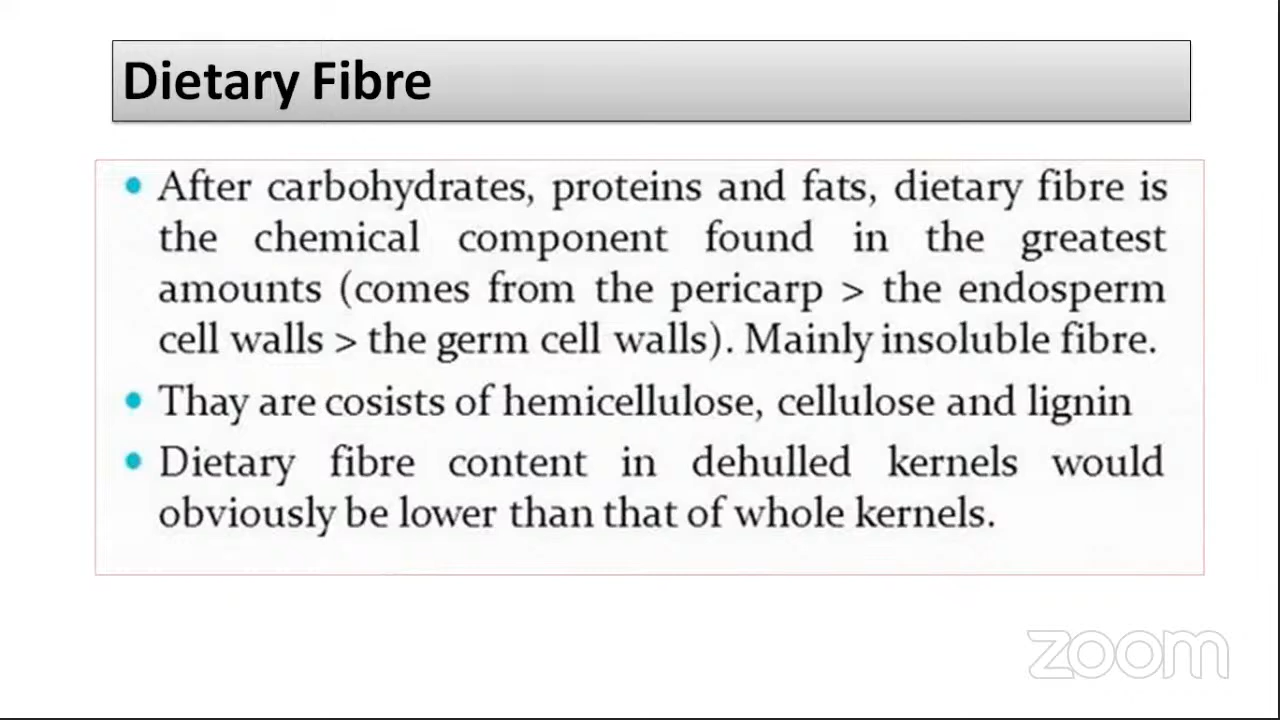 Dietary Fibre
• After carbohydrates, proteins and fats, dietary fibre is
the chemical component found in the greatest
amounts (comes from the pericarp > the endosperm
cell walls > the germ cell walls). Mainly insoluble fibre.
• Thay are cosists of hemicellulose, cellulose and lignin
• Dietary fibre content in dehulled kernels would
obviously be lower than that of whole kernels.
zoom